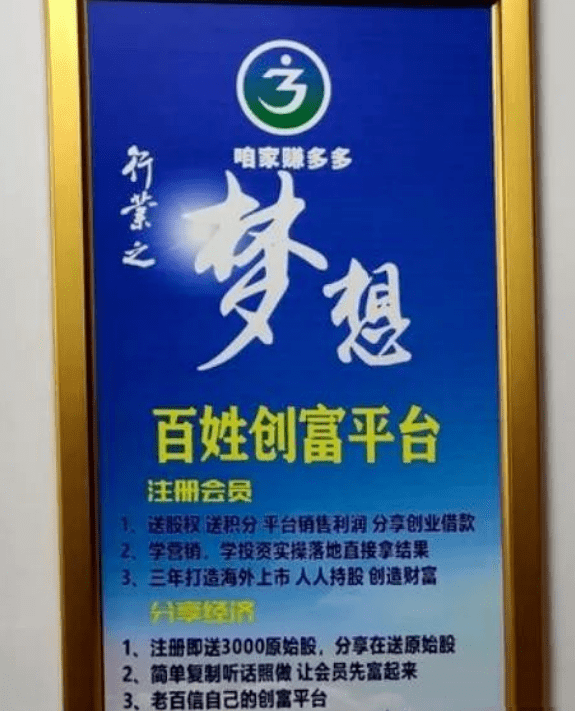 咱家赚多多
行业之
梦想
百姓创富平台
注册会员
1、送股权 送积分 平台销售利润 分享创业借款
2、学营销，学投资实操落地直接拿结果
3、三年打造海外上市 人人持股 创造财富
分享经济
1、注册即送3000原始股，分享在送原始股
2、简单复制听话照做 让会员先富起来
3、老百信自己的创富平台